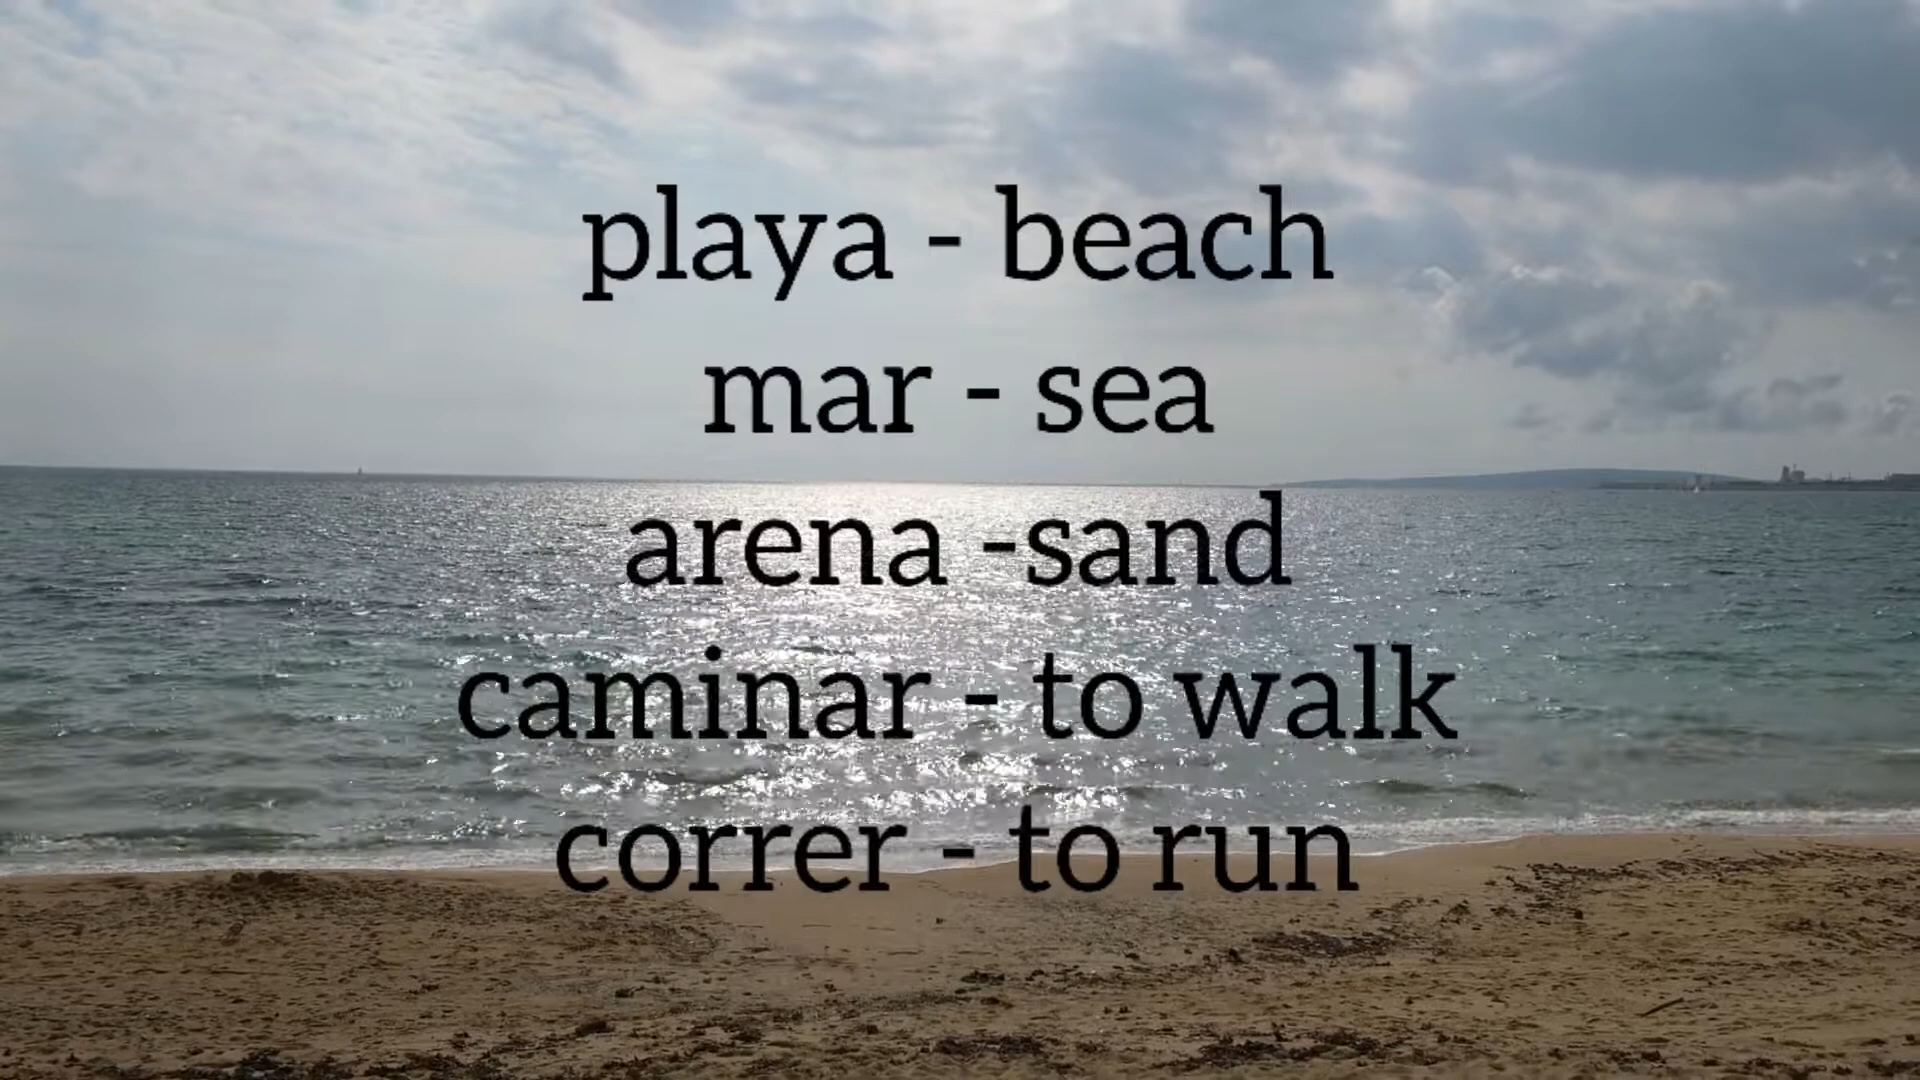 playa - beach
mar - sea
arena -sand
caminar - to walk
correr - to run